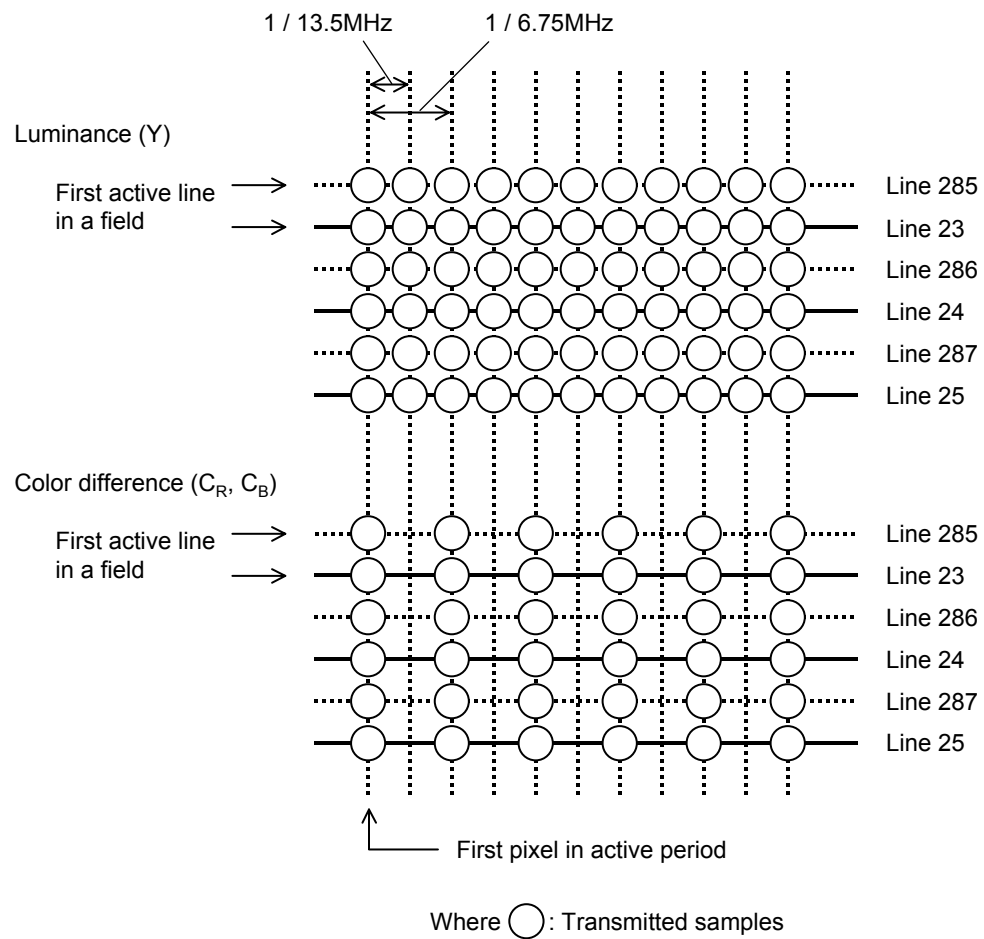 1 / 13.5MHz
1 / 6.75MHz
Luminance (Y)
First active line
in a field
Line 285
Line 23
Line 286
Line 24
Line 287
Line 25
Color difference (CR, CB)
First active line
in a field
Line 285
Line 23
Line 286
Line 24
Line 287
Line 25
First pixel in active period
Where : Transmitted samples